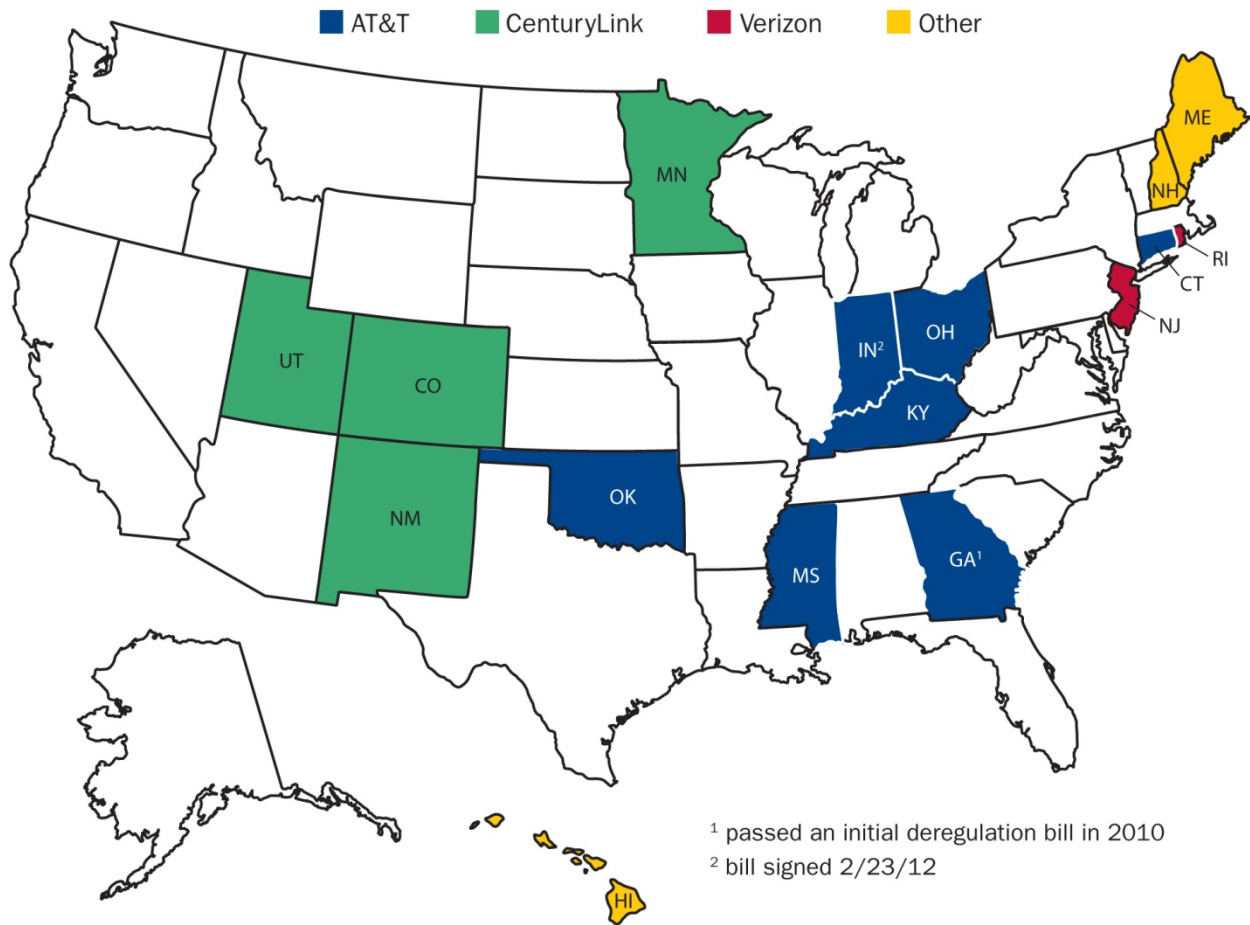 AT&T CenturyLink Verizon Other
ME
MN
NH
RI
CT
NJ
OH
IN²
UT
CO
KY
OK
NM
GA¹
MS
¹ passed an initial deregulation bill in 2010
² bill signed 2/23/12
HI